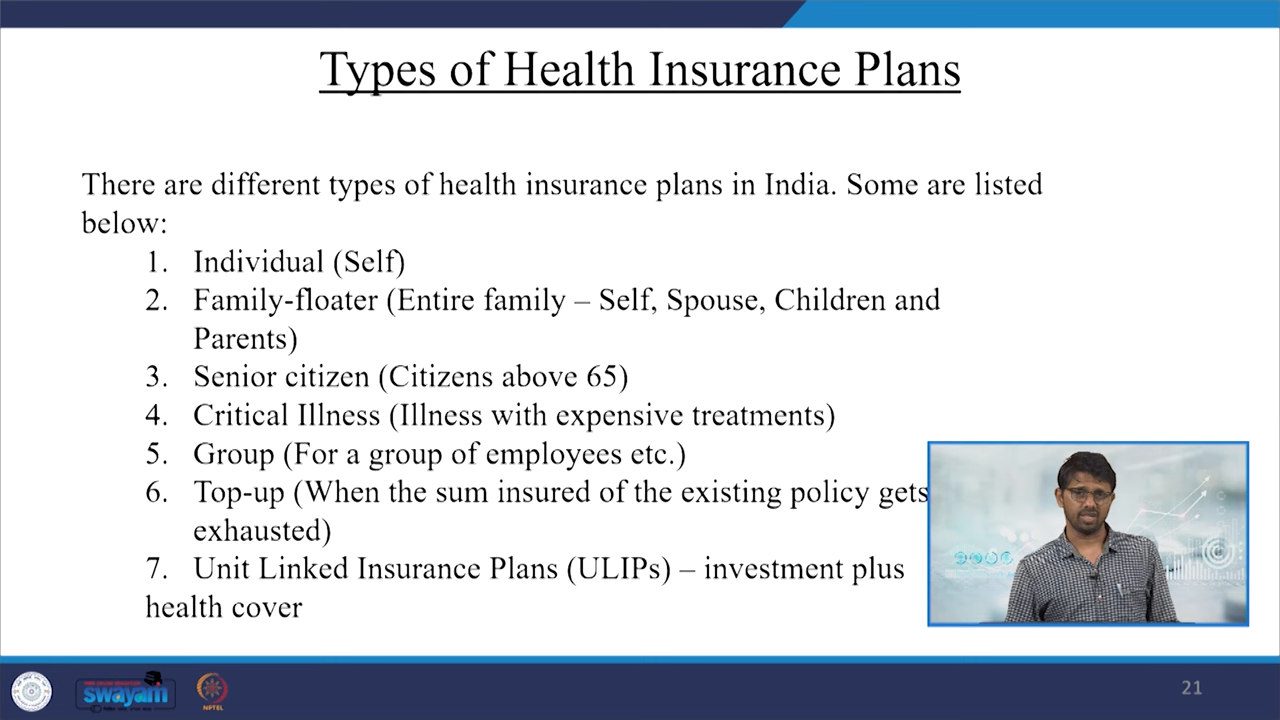 Types of Health Insurance Plans
There are different types of health insurance plans in India. Some are listed
below:
1. Individual (Self)
2. Family-floater (Entire family – Self, Spouse, Children and
Parents)
3. Senior citizen (Citizens above 65)
4. Critical Illness (Illness with expensive treatments)
5. Group (For a group of employees etc.)
6. Top-up (When the sum insured of the existing policy gets
exhausted)
7. Unit Linked Insurance Plans (ULIPs) – investment plus
health cover
swayam
NPTEL
21